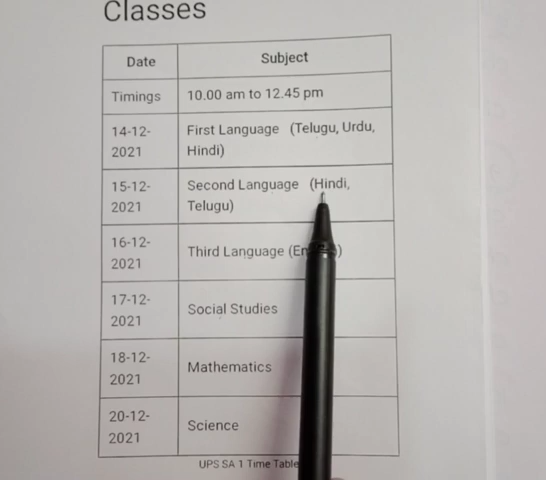 Classes
Date Subject
Timings 10.00 am to 12.45 pm
14-12- First Language (Telugu, Urdu,
2021 Hindi)
15-12- Second Language (Hindi,
2021 Telugu)
16-12- Third Language
2021
17-12- Social Studies
2021
18-12- Mathematics
2021
20-12- Science
2021
UPS SA 1 Time Table